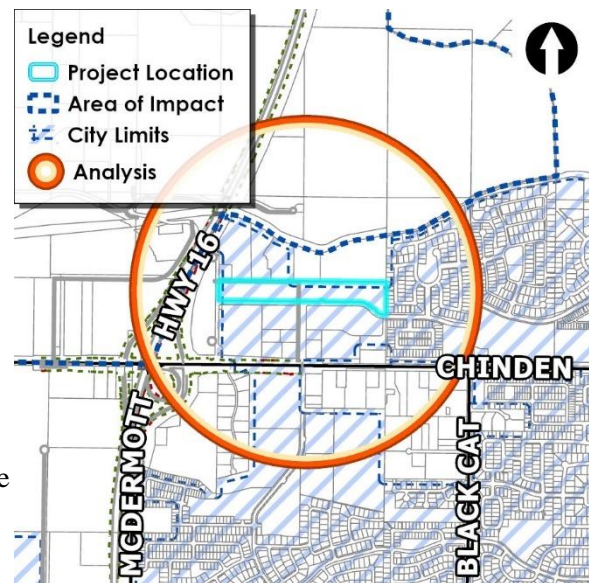 Legend
Project Location
Area of Impact
City Limits
Analysis
HWY 16
CHINDEN
MCDERMOTT
BLACK CAT
e